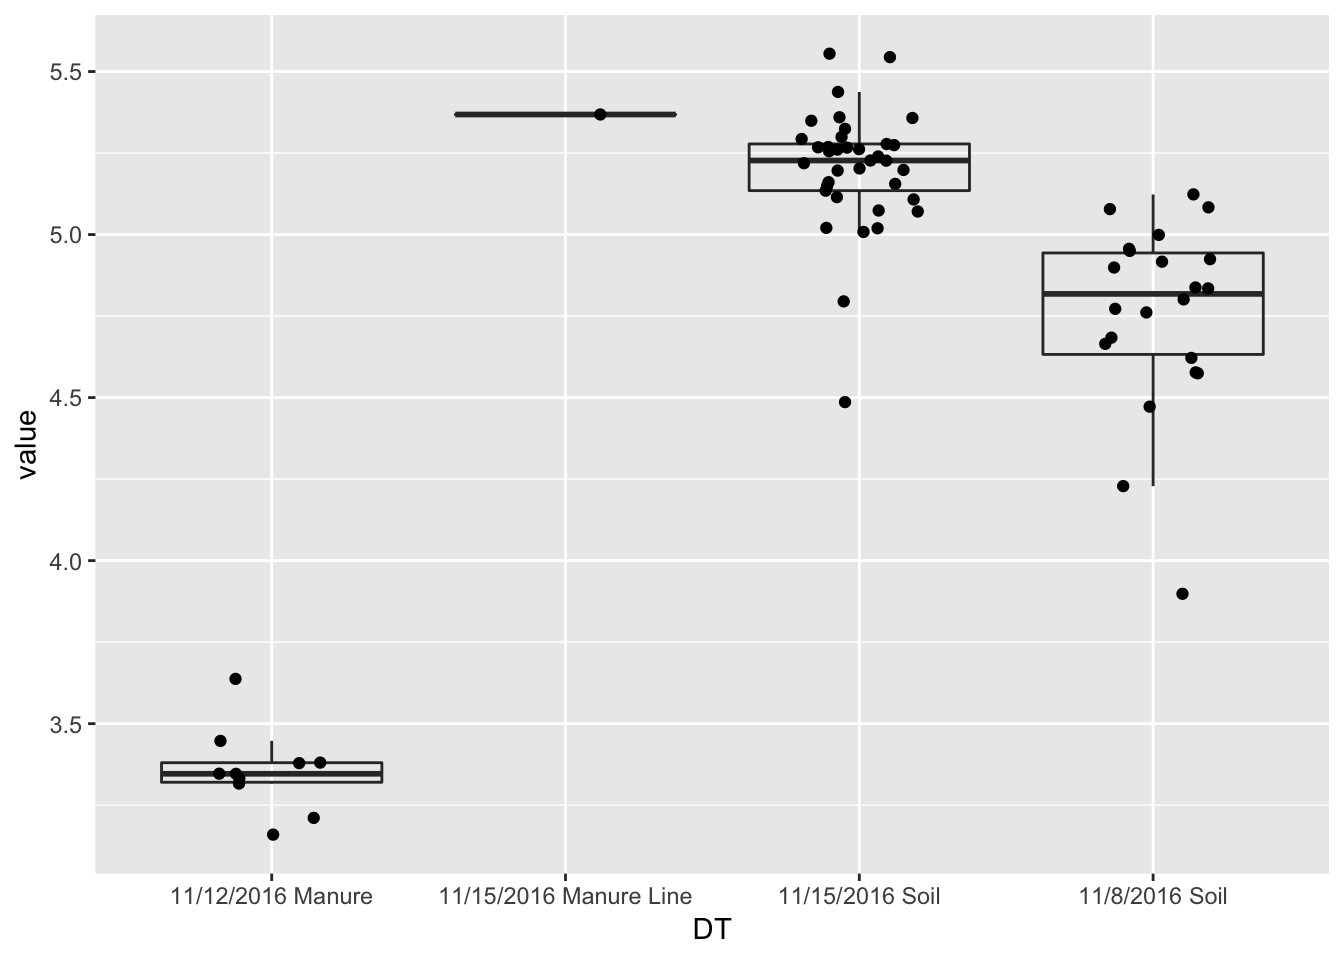 5.5
5.0
4.5
4.0
3.5
value
11/12/2016 Manure
11/15/2016 Manure Line
11/15/2016 Soil
11/8/2016 Soil
DT